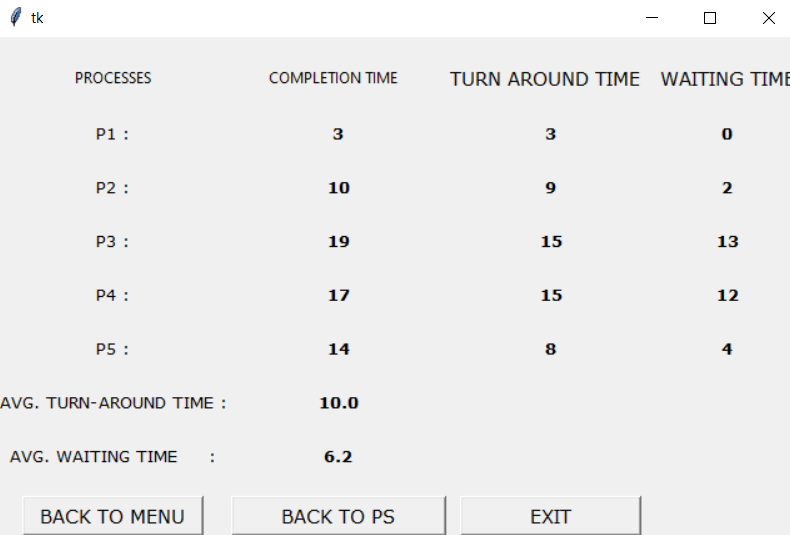 tk
PROCESSES COMPLETION TIME TURN AROUND TIME WAITING TIME
P1 : 3 3 0
P2 : 10 9 2
P3 : 19 15 13
P4 : 17 15 12
P5 : 14 8 4
AVG. TURN-AROUND TIME : 10.0
AVG. WAITING TIME : 6.2
BACK TO MENU BACK TO PS EXIT